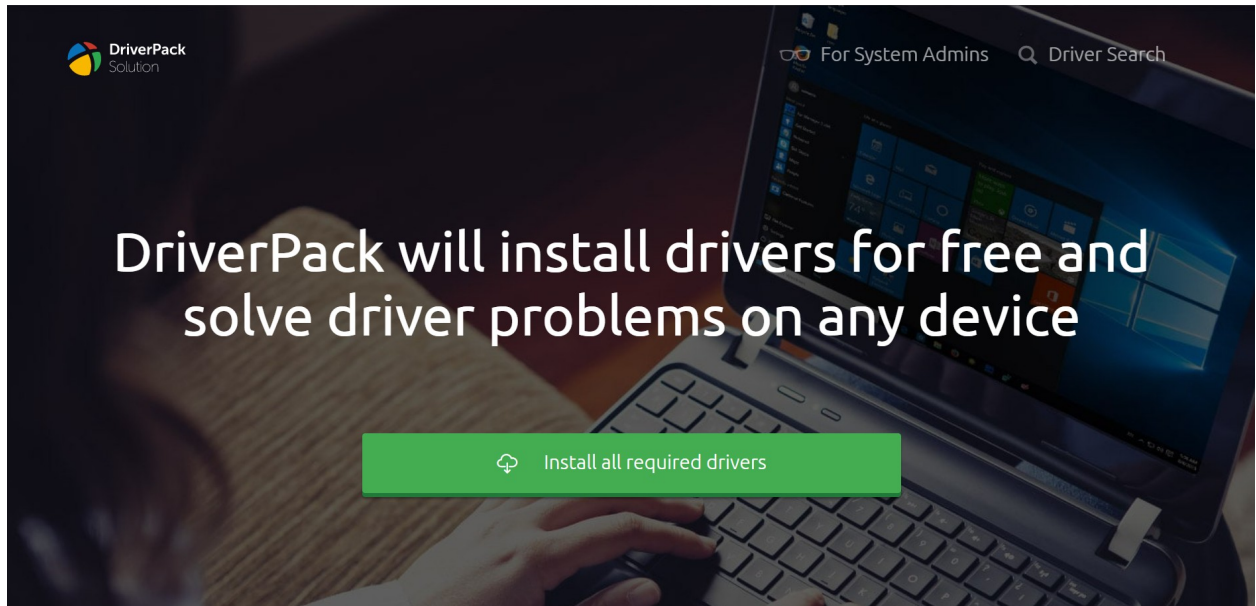 DriverPack
Solution
For System Admins
Driver Search
DriverPack will install drivers for free and
solve driver problems on any device
Install all required drivers